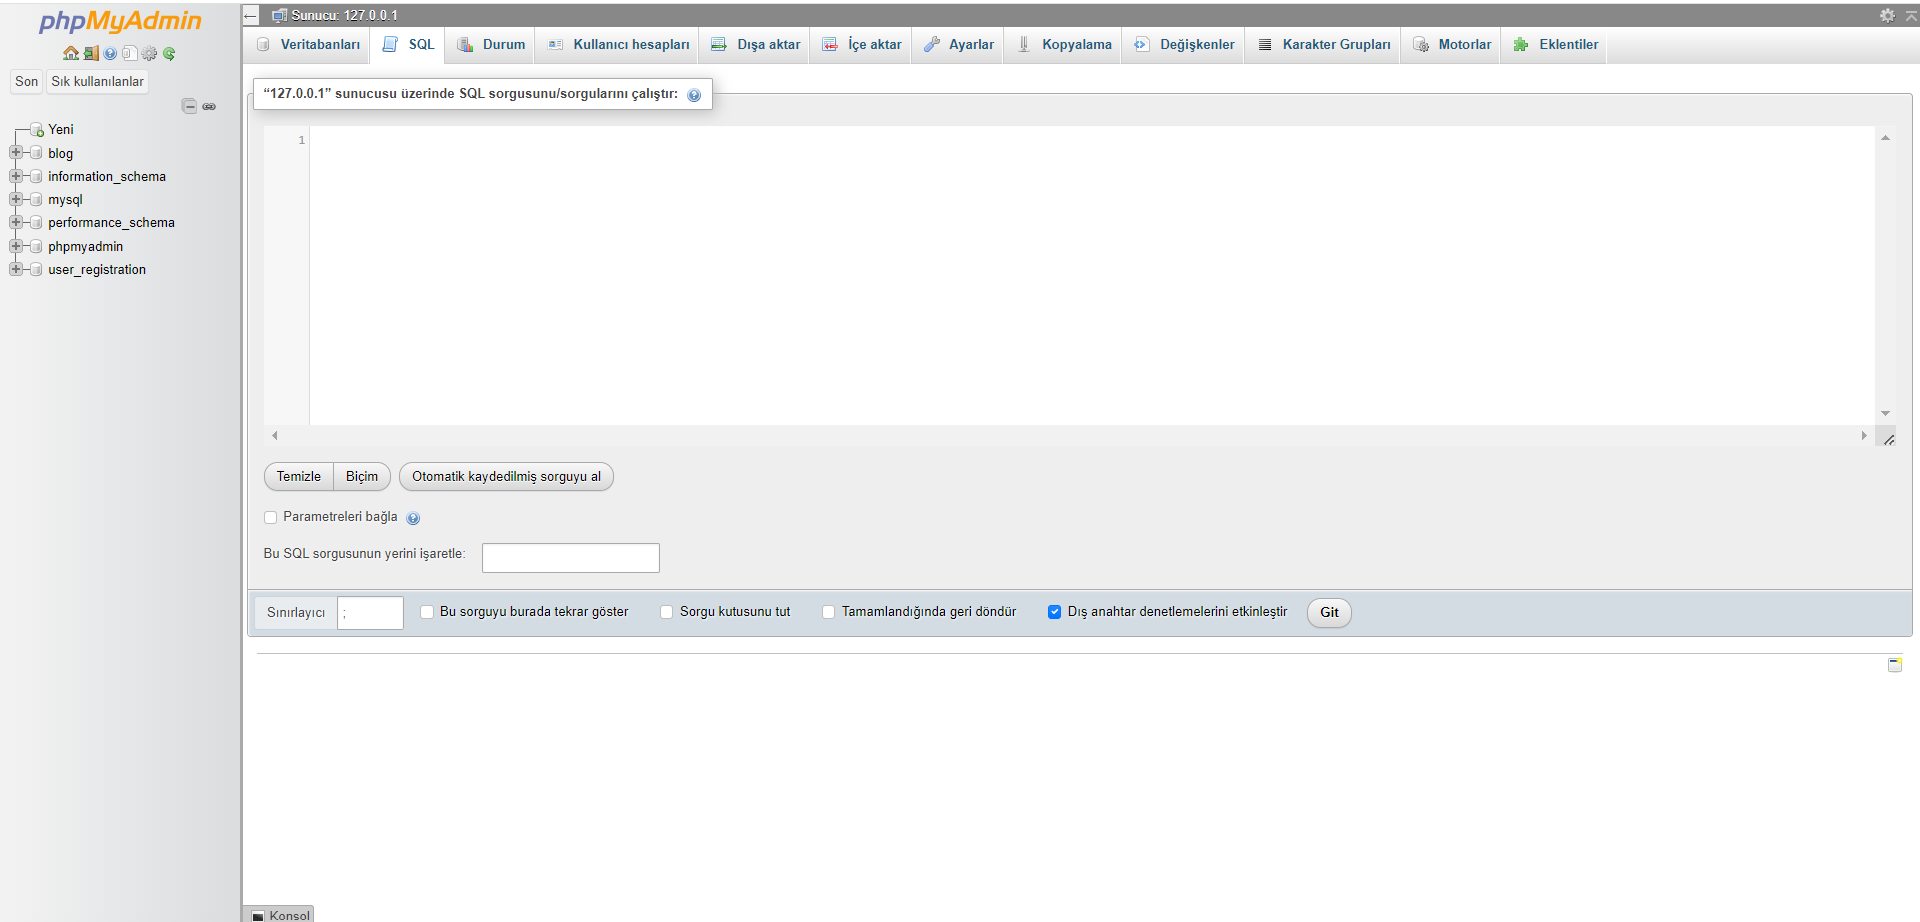 phpMyAdmin
Son
Sık kullanılanlar
Yeni
blog
information_schema
mysql
performance_schema
phpmyadmin
user_registration
Sunucu: 127.0.0.1
Veritabanları
SQL
Durum
Kullanıcı hesapları
Dışa aktar
İçe aktar
Ayarlar
Kopyalama
Değişkenler
Karakter Grupları
Motorlar
Eklentiler
“127.0.0.1” sunucusu üzerinde SQL sorgusunu/sorgularını çalıştır:
1
Temizle
Biçim
Otomatik kaydedilmiş sorguyu al
Parametreleri bağla
Bu SQL sorgusunun yerini işaretle:
Sınırlayıcı
;
Bu sorguyu burada tekrar göster
Sorgu kutusunu tut
Tamamlandığında geri döndür
Dış anahtar denetlemelerini etkinleştir
Git
Konsol